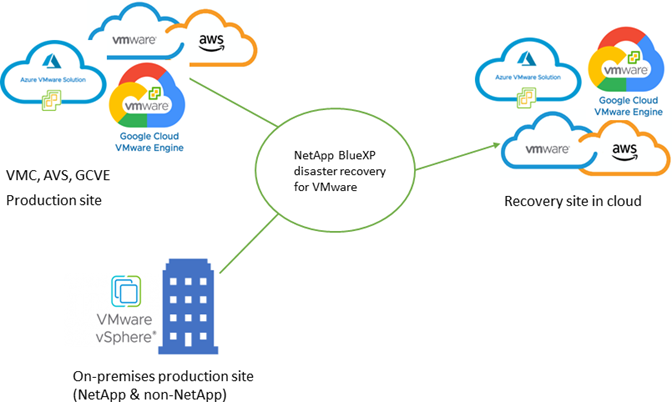 vmware
aws
Azure VMware Solution
vmware
Google Cloud
VMware Engine
VMC, AVS, GCVE
Production site
NetApp BlueXP
disaster recovery
for VMware
Azure VMware Solution
vmware
Google Cloud
VMware Engine
vmware
aws
Recovery site in cloud
VMware
vSphere®
On-premises production site
(NetApp & non-NetApp)